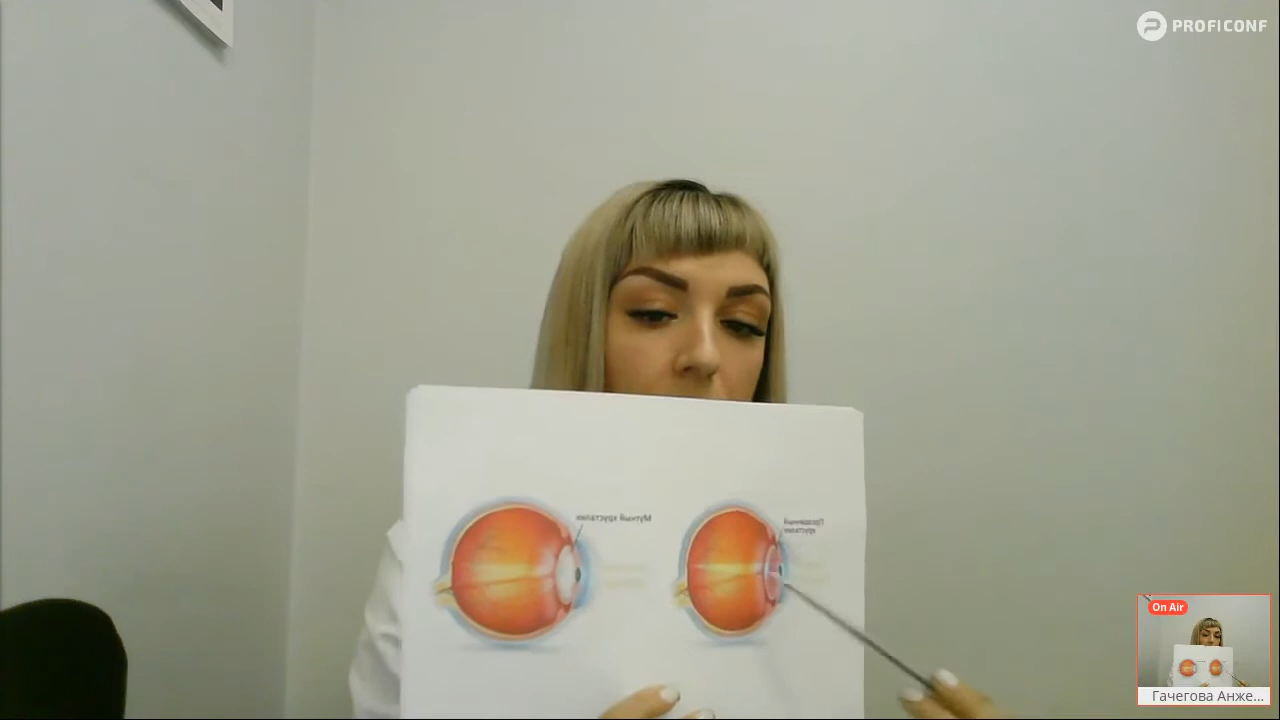 PROFICONF
Мутный хрусталик
Прозрачный
хрусталик
On Air
Гачегова Анже...